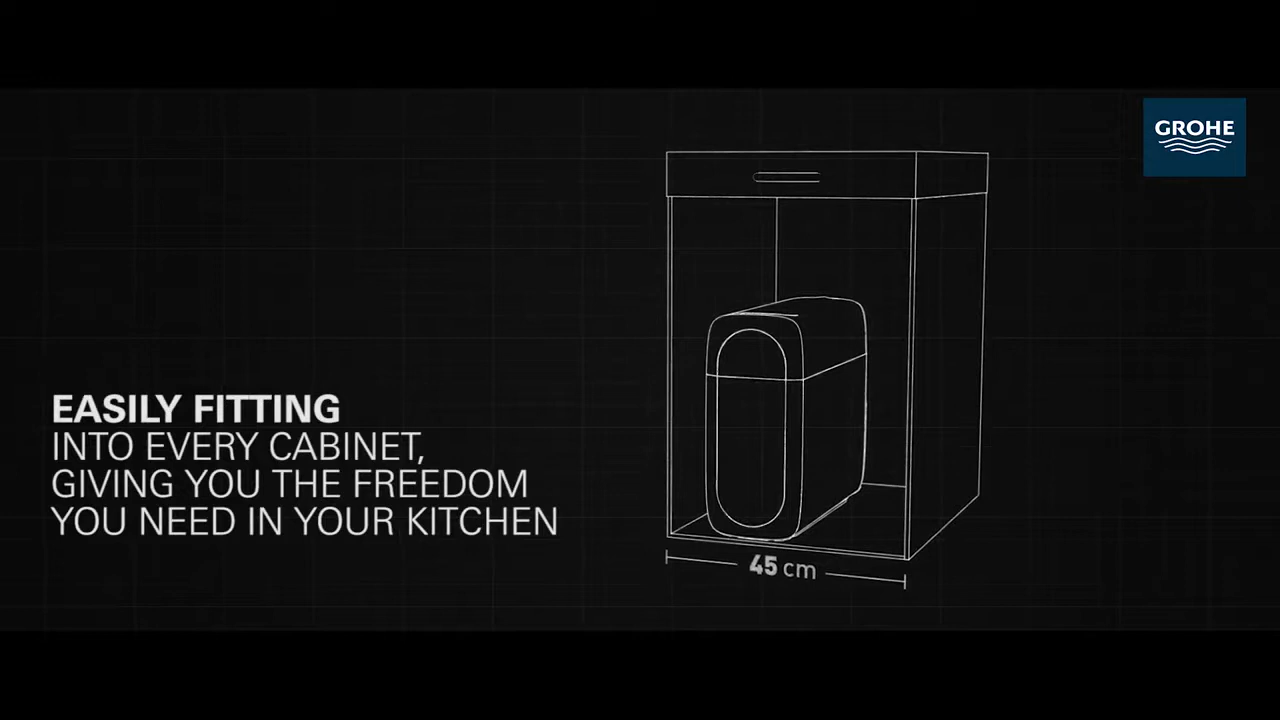 GROHE
EASILY FITTING
INTO EVERY CABINET,
GIVING YOU THE FREEDOM
YOU NEED IN YOUR KITCHEN
45 cm